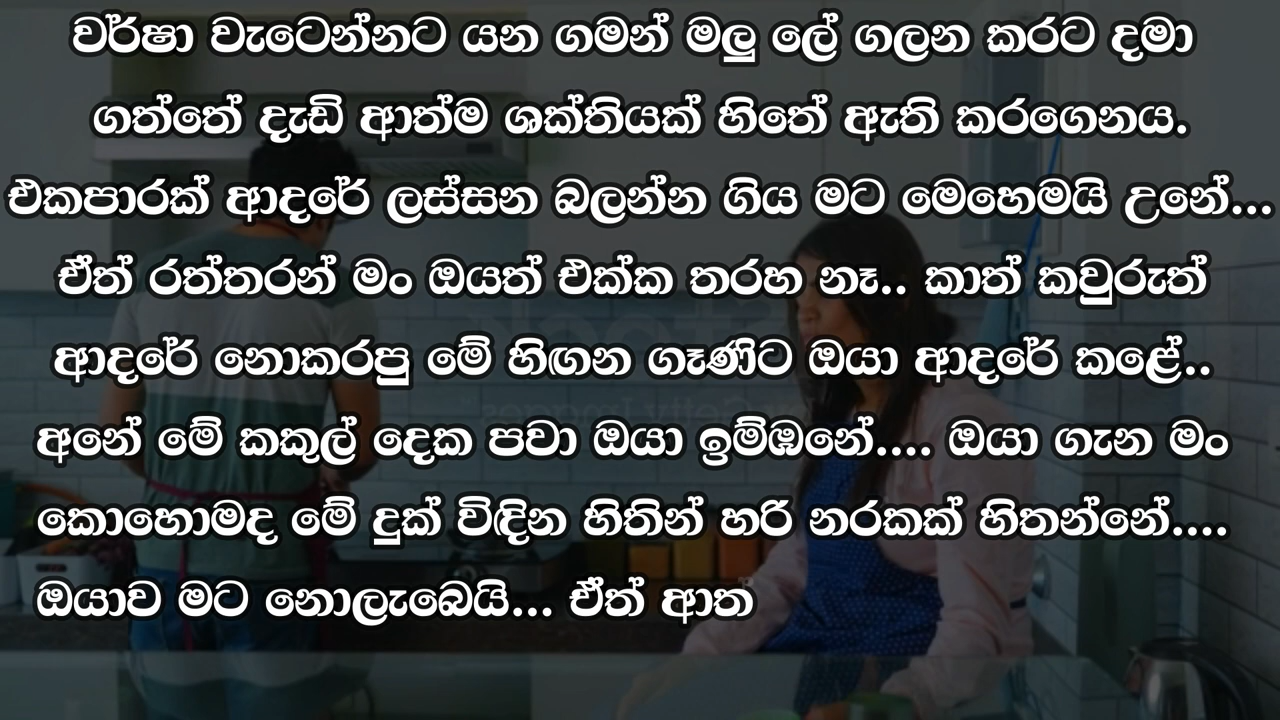 වර්ෂා වැටෙන්නට යන ගමන් මලු ලේ ගලන කරට දමා
ගත්තේ දැඩි ආත්ම ශක්තියක් හිතේ ඇති කරගෙනය.
එකපාරක් ආදරේ ලස්සන බලන්න ගිය මට මෙහෙමයි උනේ...
ඒත් රත්තරන් මං ඔයත් එක්ක තරහ නෑ.. කාත් කවුරුත්
ආදරේ නොකරපු මේ හිඟන ගෑණිට ඔයා ආදරේ කළේ..
අනේ මේ කකුල් දෙක පවා ඔයා ඉම්ඹනේ.... ඔයා ගැන මං
කොහොමද මේ දුක් විඳින හිතින් හරි නරකක් හිතන්නේ....
ඔයාව මට නොලැබෙයි... ඒත් ආත